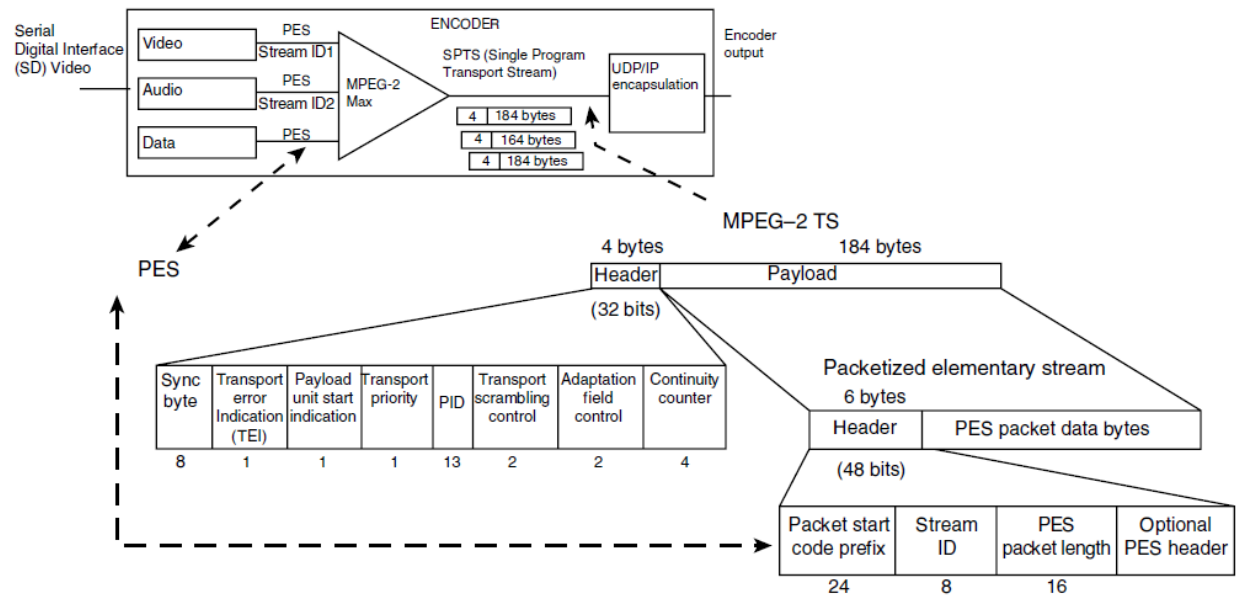 Serial
Digital Interface
(SD) Video
ENCODER
Video
PES
Stream ID1
Audio
PES
Stream ID2
Data
PES
MPEG-2
Max
SPTS (Single Program
Transport Stream)
4 184 bytes
4 164 bytes
4 184 bytes
UDP/IP
encapsulation
Encoder
output
PES
MPEG–2 TS
4 bytes 184 bytes
Header Payload
(32 bits)
Sync
byte
Transport
error
Indication
(TEI)
Payload
unit start
indication
Transport
priority
PID
Transport
scrambling
control
Adaptation
field
control
Continuity
counter
8 1 1 1 13 2 2 4
Packetized elementary stream
6 bytes
Header PES packet data bytes
(48 bits)
Packet start
code prefix
Stream
ID
PES
packet length
Optional
PES header
24 8 16